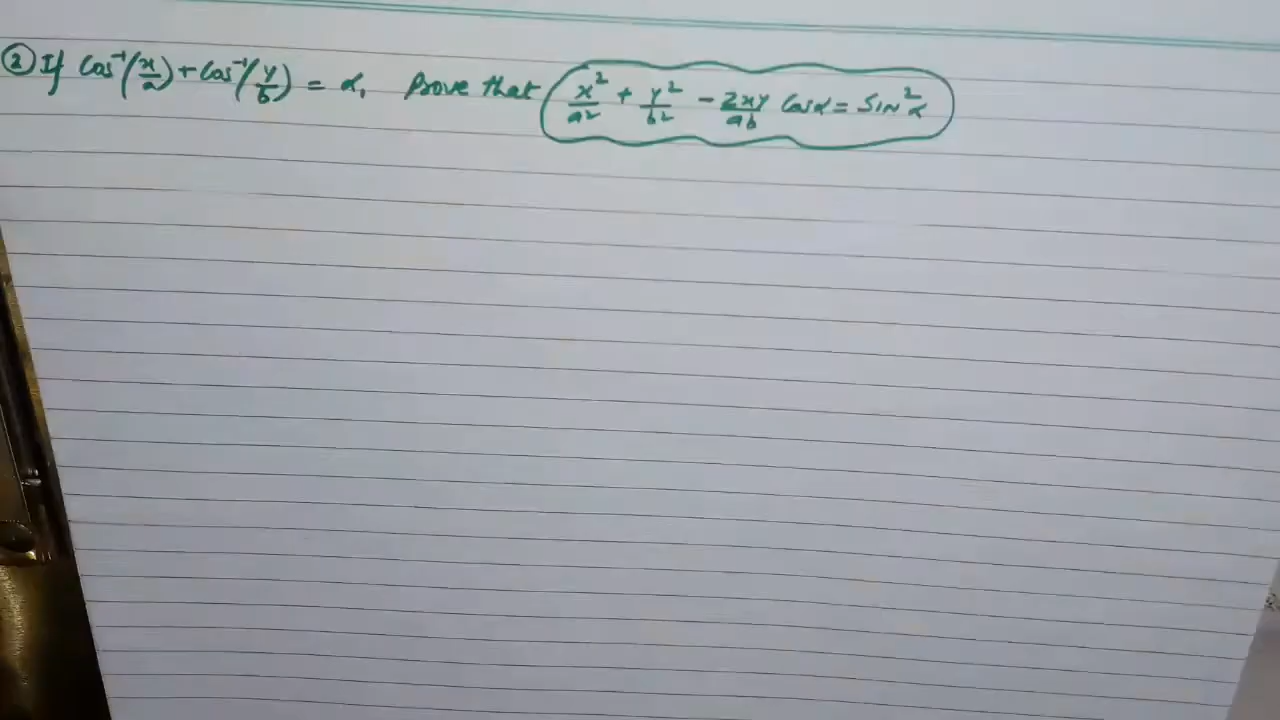 ② If Cos⁻¹(x/a) + Cos⁻¹(y/b) = α, Prove that x²/a² + y²/b² - 2xy/ab Cosα = SIN²α